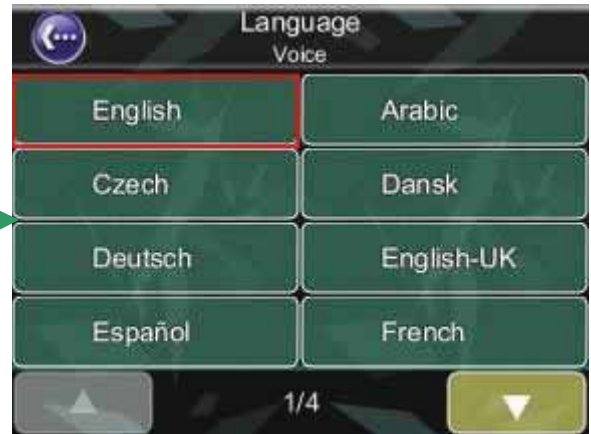 Language
Voice
English Arabic
Czech Dansk
Deutsch English-UK
Español French
1/4